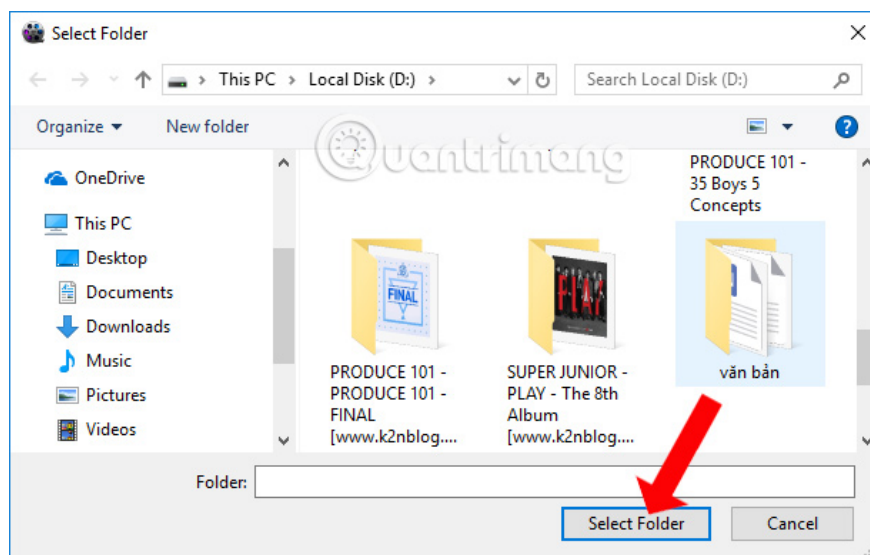 Select Folder
This PC > Local Disk (D:) >
Search Local Disk (D:)
Organize
New folder
?
Quantrimang
OneDrive
This PC
Desktop
Documents
Downloads
Music
Pictures
Videos
PRODUCE 101 -
35 Boys 5
Concepts
FINAL
PRODUCE 101 -
PRODUCE 101 -
FINAL
[www.k2nblog....
PLAY
SUPER JUNIOR -
PLAY - The 8th
Album
[www.k2nblog....
văn bản
Folder:
Select Folder
Cancel